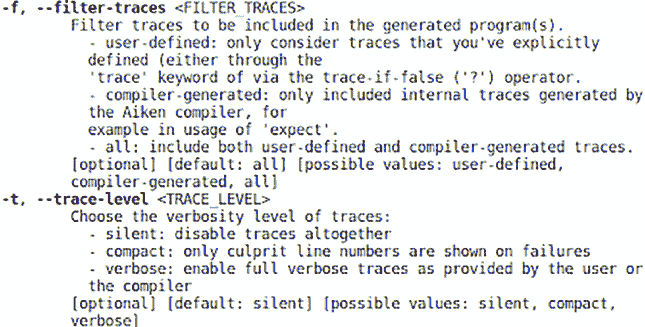 -f, --filter-traces <FILTER_TRACES>
Filter traces to be included in the generated program(s).
- user-defined: only consider traces that you've explicitly
defined (either through the
'trace' keyword of via the trace-if-false ('?') operator.
- compiler-generated: only included internal traces generated by
the Aiken compiler, for
example in usage of 'expect'.
- all: include both user-defined and compiler-generated traces.
[optional] [default: all] [possible values: user-defined,
compiler-generated, all]
-t, --trace-level <TRACE_LEVEL>
Choose the verbosity level of traces:
- silent: disable traces altogether
- compact: only culprit line numbers are shown on failures
- verbose: enable full verbose traces as provided by the user or
the compiler
[optional] [default: silent] [possible values: silent, compact,
verbose]